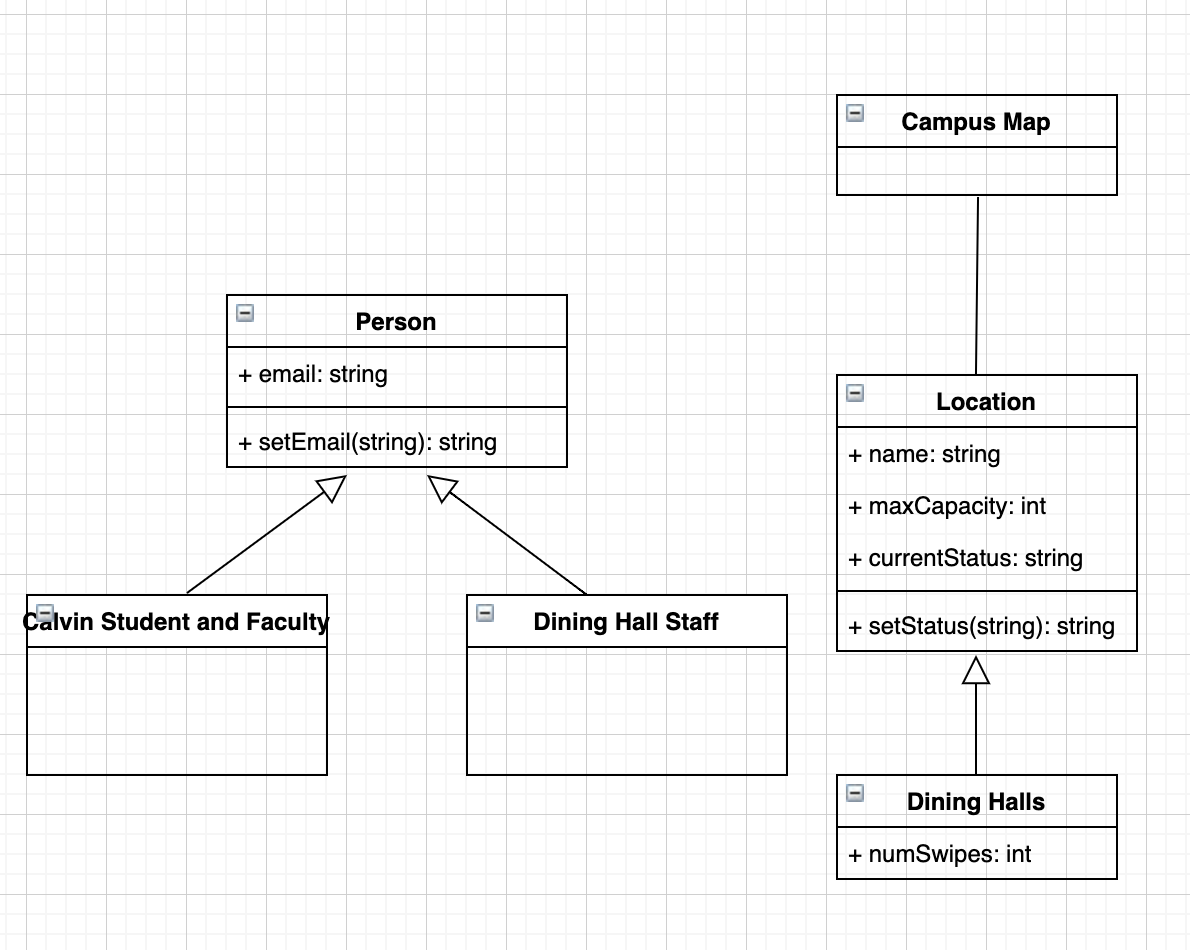 Campus Map
Person
+ email: string
+ setEmail(string): string
Location
+ name: string
+ maxCapacity: int
+ currentStatus: string
+ setStatus(string): string
Calvin Student and Faculty
Dining Hall Staff
Dining Halls
+ numSwipes: int